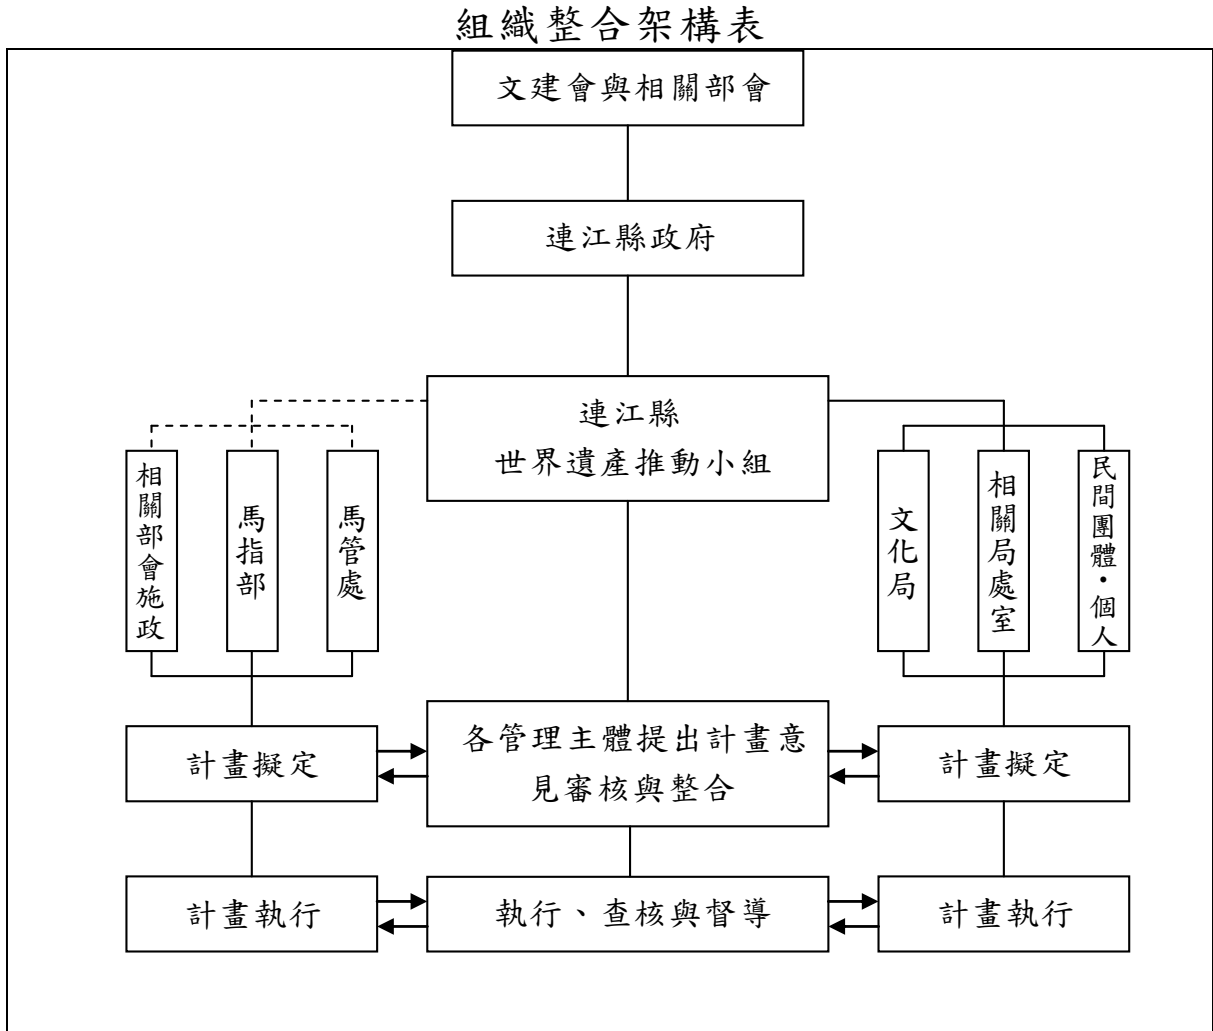 組織整合架構表
文建會與相關部會
連江縣政府
連江縣
世界遺產推動小組
相關部會施政
馬指部
馬管處
文化局
相關局處室
民間團體・個人
計畫擬定
各管理主體提出計畫意
見審核與整合
計畫擬定
計畫執行
執行、查核與督導
計畫執行